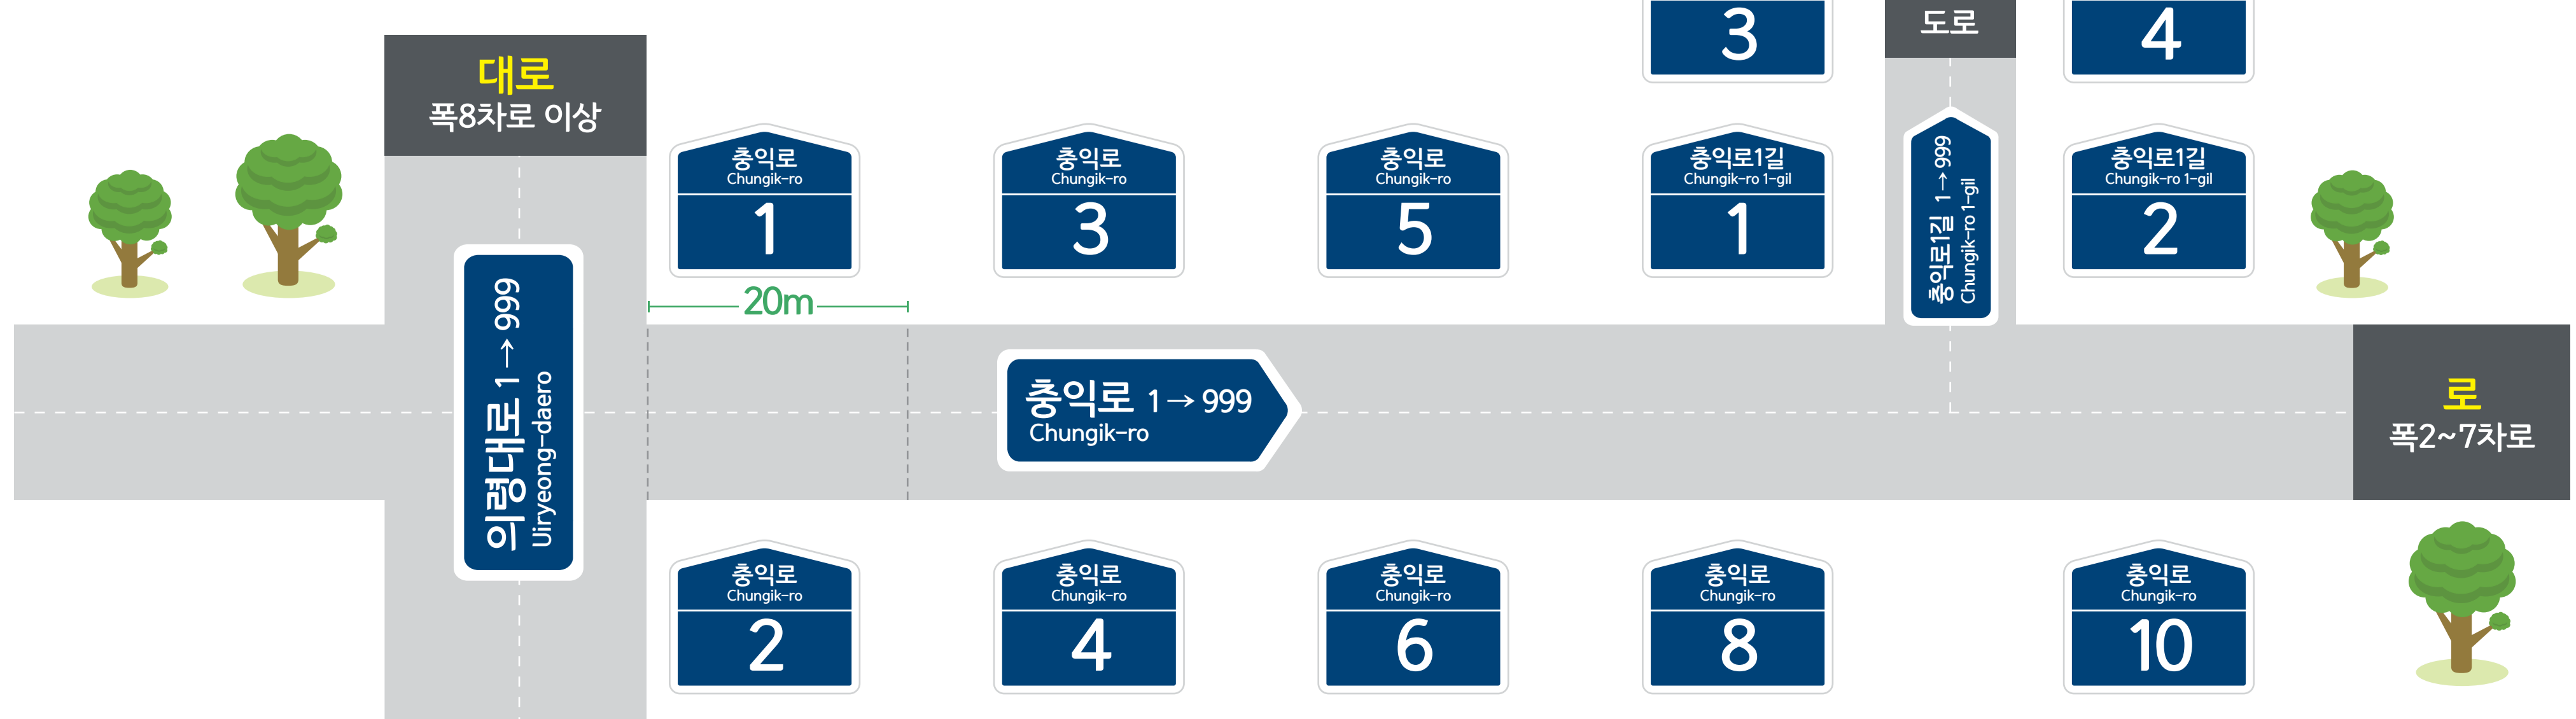 3
도로
4
대로
폭8차로 이상
충익로
Chungik-ro
1
충익로
Chungik-ro
3
충익로
Chungik-ro
5
충익로1길
Chungik-ro 1-gil
1
충익로1길 1→999
Chungik-ro 1-gil
충익로1길
Chungik-ro 1-gil
2
20m
의령대로 1→999
Uiryeong-daero
충익로 1→999
Chungik-ro
로
폭2~7차로
충익로
Chungik-ro
2
충익로
Chungik-ro
4
충익로
Chungik-ro
6
충익로
Chungik-ro
8
충익로
Chungik-ro
10